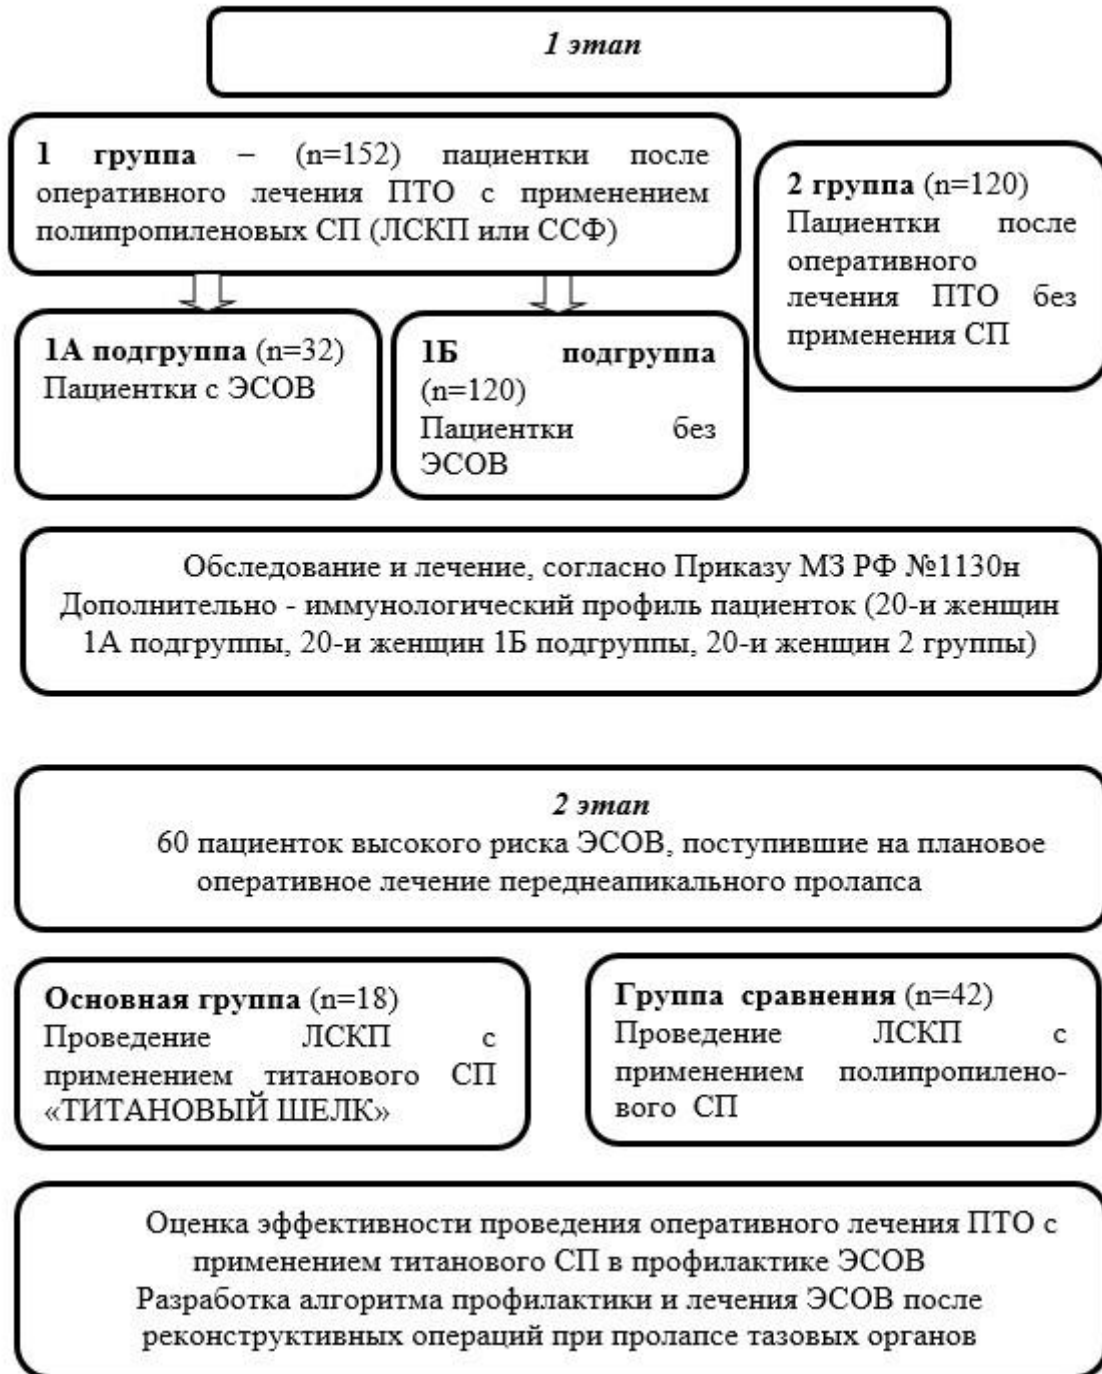 1 этап
1 группа – (n=152) пациентки после
оперативного лечения ПТО с применением
полипропиленовых СП (ЛСКП или ССФ)
2 группа (n=120)
Пациентки после
оперативного
лечения ПТО без
применения СП
1А подгруппа (n=32)
Пациентки с ЭСОВ
1Б подгруппа
(n=120)
Пациентки без
ЭСОВ
Обследование и лечение, согласно Приказу МЗ РФ №1130н
Дополнительно - иммунологический профиль пациенток (20-и женщин
1А подгруппы, 20-и женщин 1Б подгруппы, 20-и женщин 2 группы)
2 этап
60 пациенток высокого риска ЭСОВ, поступившие на плановое
оперативное лечение переднеапикального пролапса
Основная группа (n=18)
Проведение ЛСКП с
применением титанового СП
«ТИТАНОВЫЙ ШЕЛК»
Группа сравнения (n=42)
Проведение ЛСКП с
применением полипропилено-
вого СП
Оценка эффективности проведения оперативного лечения ПТО с
применением титанового СП в профилактике ЭСОВ
Разработка алгоритма профилактики и лечения ЭСОВ после
реконструктивных операций при пролапсе тазовых органов